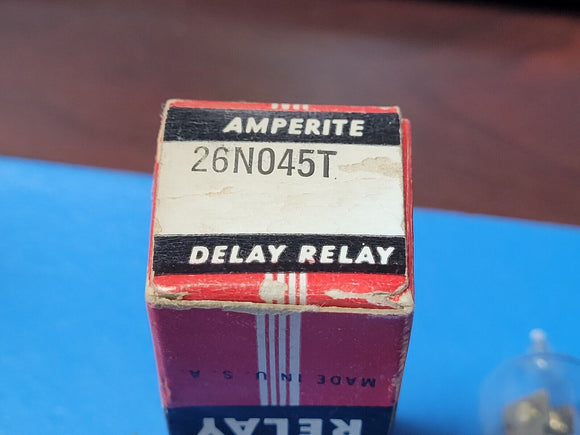 AMPERITE
26N045T
DELAY RELAY
MADE IN U.S.A.
RELAY